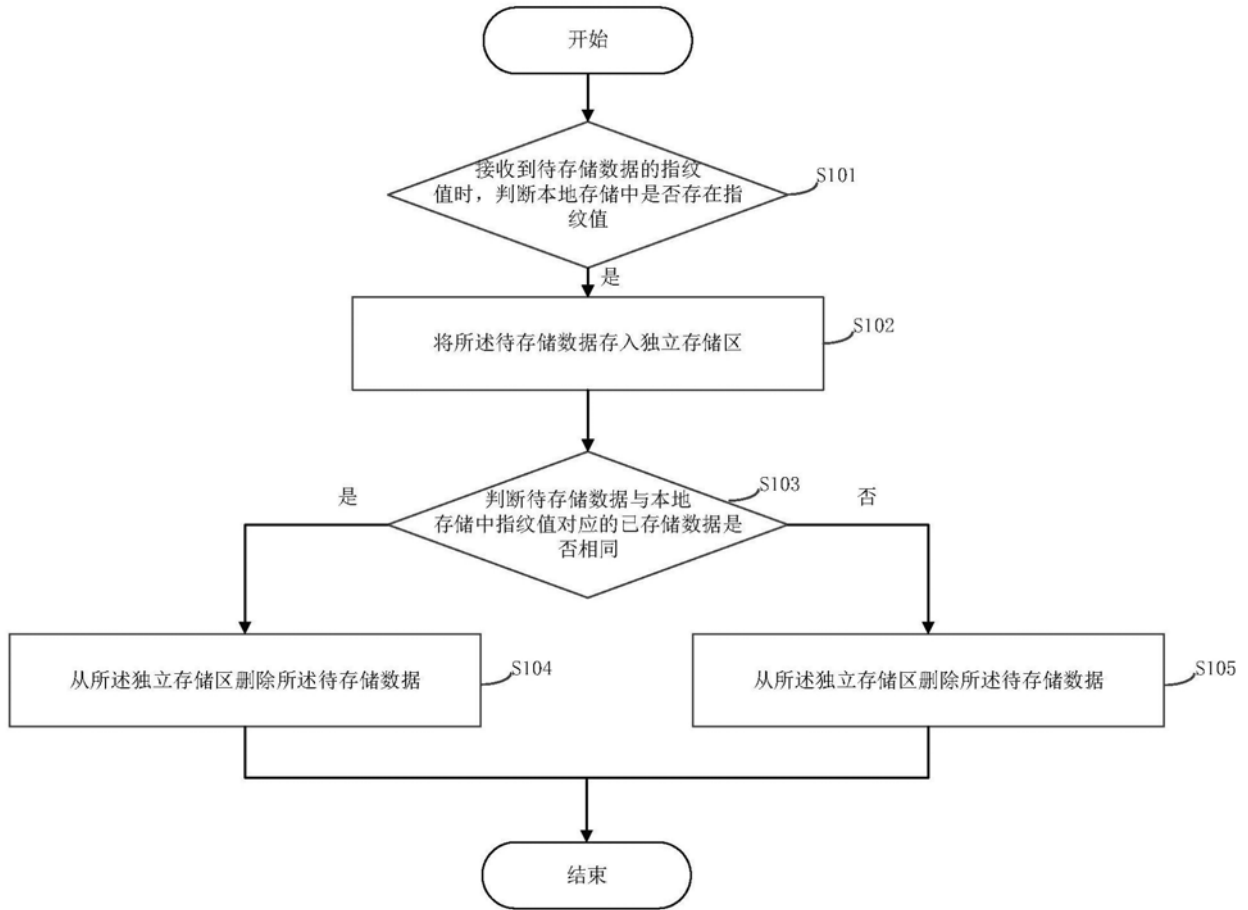 开始
接收到待存储数据的指纹
值时，判断本地存储中是否存在指
纹值
S101
是
将所述待存储数据存入独立存储区
S102
判断待存储数据与本地
存储中指纹值对应的已存储数据是
否相同
S103
是
否
从所述独立存储区删除所述待存储数据
S104
从所述独立存储区删除所述待存储数据
S105
结束